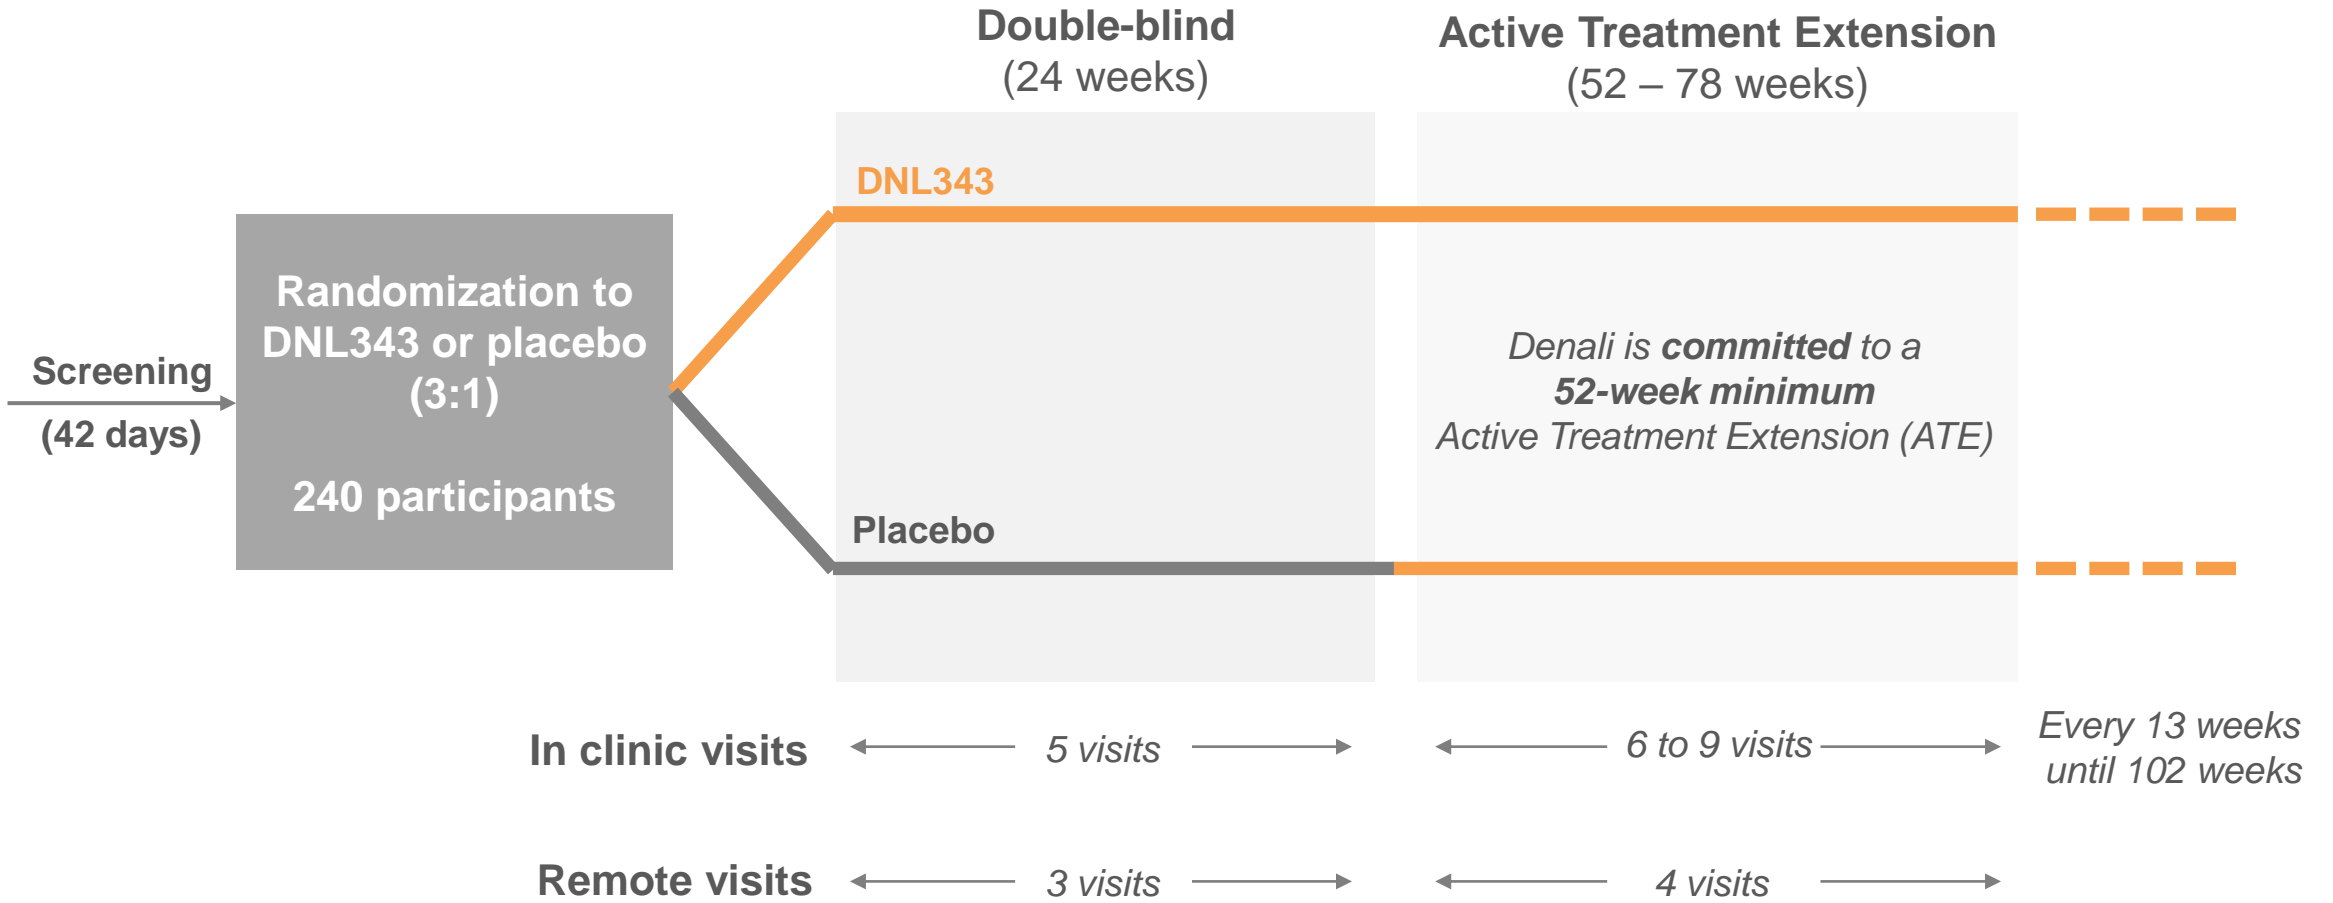 Double-blind
(24 weeks)
Active Treatment Extension
(52 – 78 weeks)
DNL343
Randomization to
DNL343 or placebo
(3:1)
240 participants
Screening
(42 days)
Denali is committed to a
52-week minimum
Active Treatment Extension (ATE)
Placebo
In clinic visits
5 visits
6 to 9 visits
Every 13 weeks
until 102 weeks
Remote visits
3 visits
4 visits